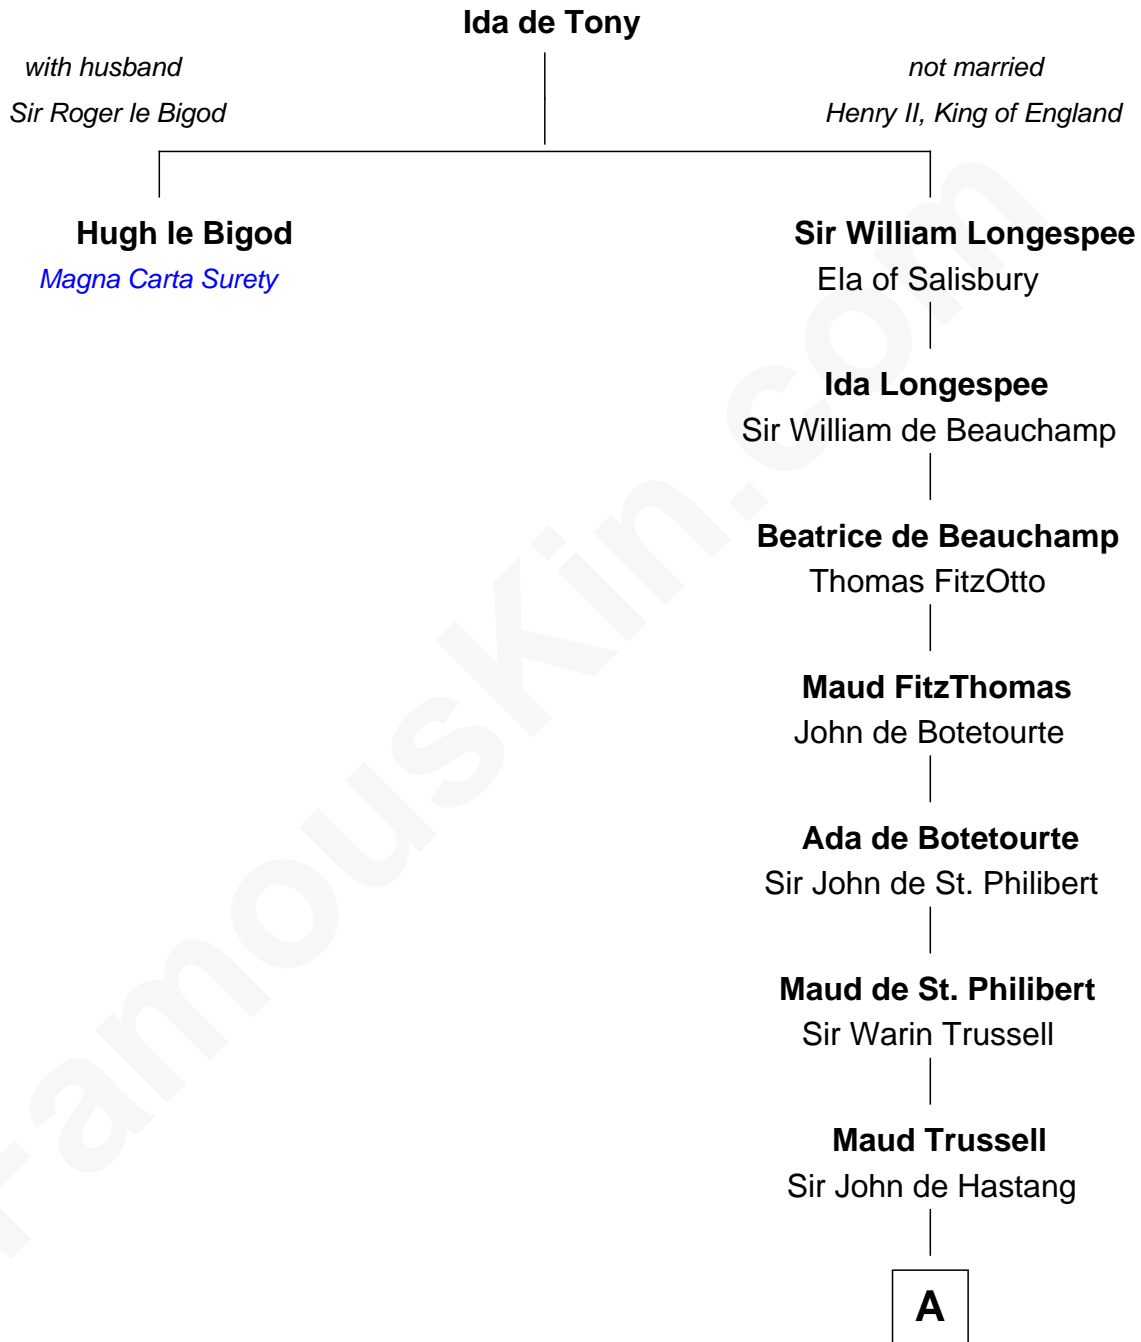 Ida de Tony
with husband
Sir Roger le Bigod
not married
Henry II, King of England
Hugh le Bigod
Magna Carta Surety
Sir William Longespee
Ela of Salisbury
Ida Longespee
Sir William de Beauchamp
Beatrice de Beauchamp
Thomas FitzOtto
Maud FitzThomas
John de Botetourte
Ada de Botetourte
Sir John de St. Philibert
Maud de St. Philibert
Sir Warin Trussell
Maud Trussell
Sir John de Hastang
A
FamousKin.com